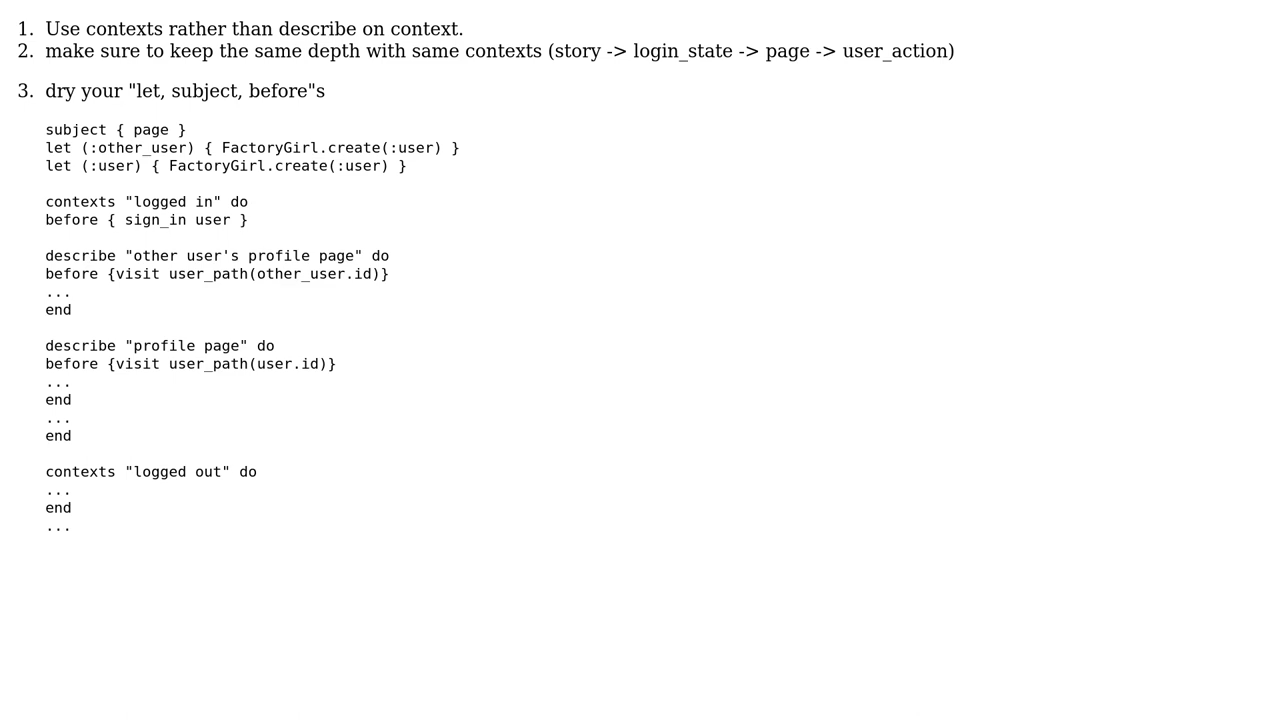 1. Use contexts rather than describe on context.
2. make sure to keep the same depth with same contexts (story -> login_state -> page -> user_action)
3. dry your "let, subject, before"s
subject { page }
let (:other_user) { FactoryGirl.create(:user) }
let (:user) { FactoryGirl.create(:user) }
contexts "logged in" do
before { sign_in user }
describe "other user's profile page" do
before {visit user_path(other_user.id)}
...
end
describe "profile page" do
before {visit user_path(user.id)}
...
end
...
end
contexts "logged out" do
...
end
...